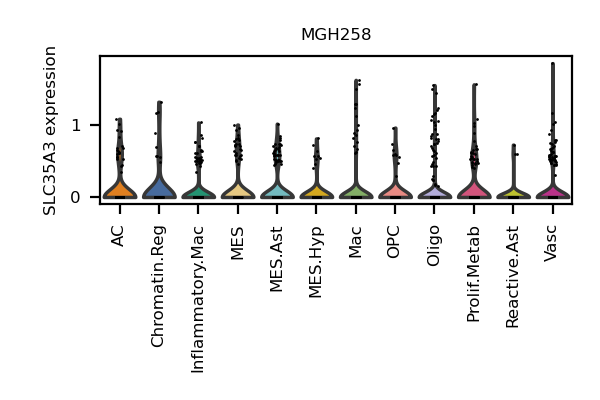 MGH258
SLC35A3 expression
1
0
AC
Chromatin.Reg
Inflammatory.Mac
MES
MES.Ast
MES.Hyp
Mac
OPC
Oligo
Prolif.Metab
Reactive.Ast
Vasc